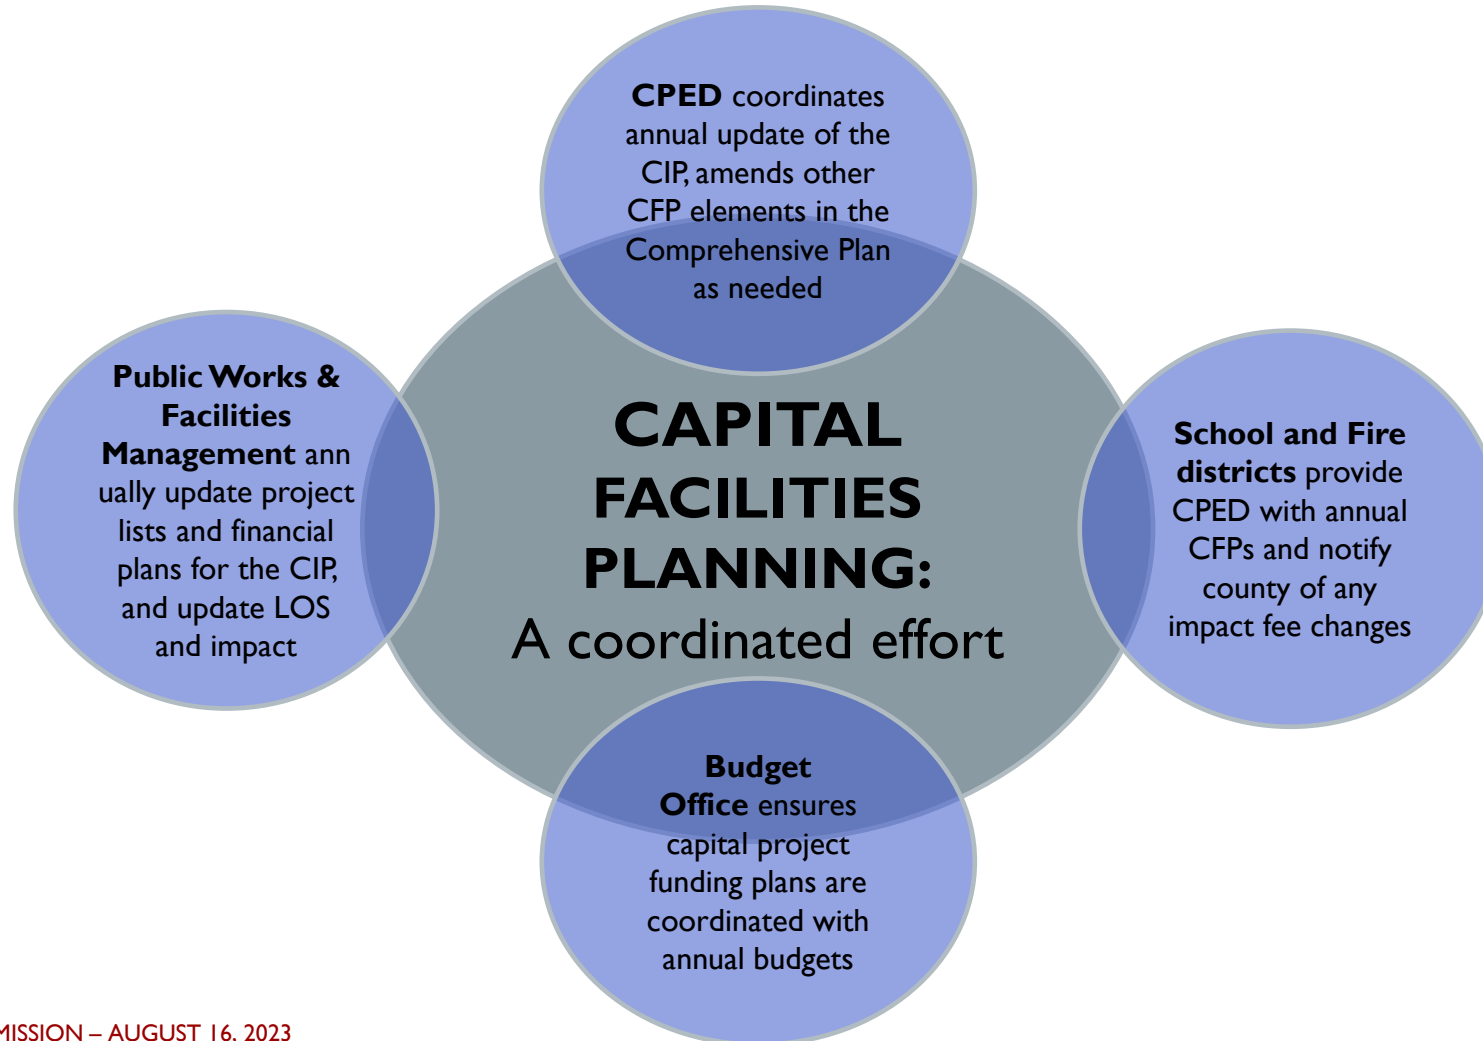 CPED coordinates
annual update of the
CIP, amends other
CFP elements in the
Comprehensive Plan
as needed
Public Works &
Facilities
Management ann
ually update project
lists and financial
plans for the CIP,
and update LOS
and impact
CAPITAL
FACILITIES
PLANNING:
A coordinated effort
School and Fire
districts provide
CPED with annual
CFPs and notify
county of any
impact fee changes
Budget
Office ensures
capital project
funding plans are
coordinated with
annual budgets
MISSION – AUGUST 16, 2023